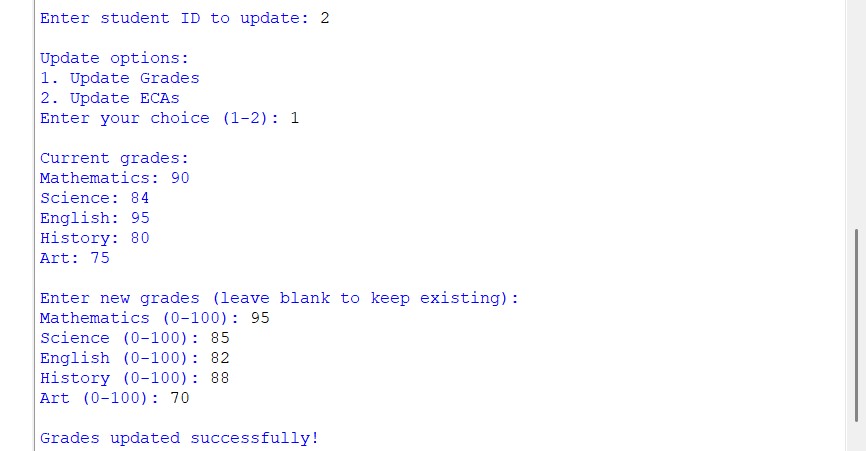 Enter student ID to update: 2
Update options:
1. Update Grades
2. Update ECAs
Enter your choice (1-2): 1
Current grades:
Mathematics: 90
Science: 84
English: 95
History: 80
Art: 75
Enter new grades (leave blank to keep existing):
Mathematics (0-100): 95
Science (0-100): 85
English (0-100): 82
History (0-100): 88
Art (0-100): 70
Grades updated successfully!